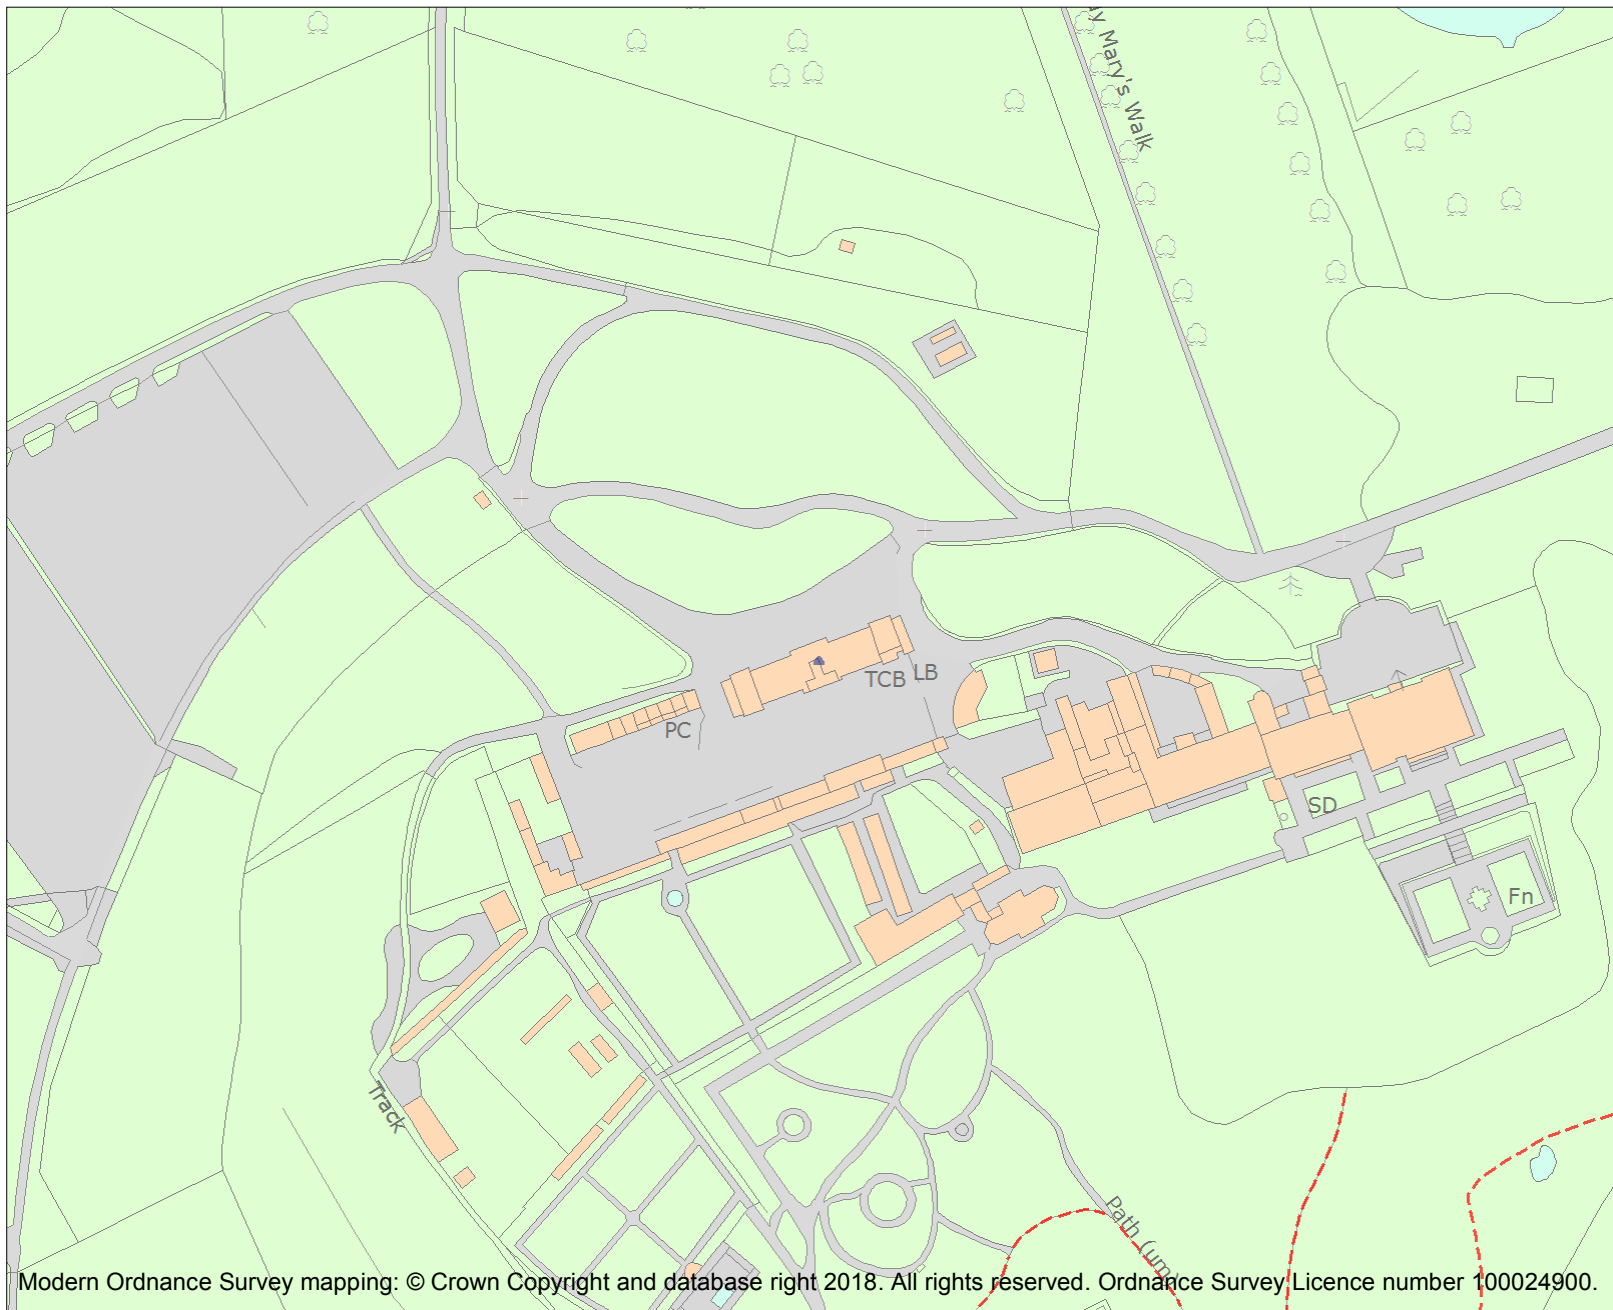 Mary's Walk
TCB
LB
PC
SD
Fn
Track
Path (um)
Modern Ordnance Survey mapping: © Crown Copyright and database right 2018. All rights reserved. Ordnance Survey Licence number 100024900.